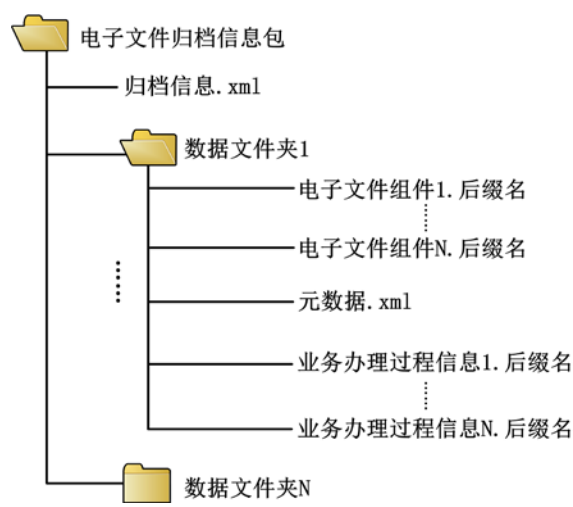 电子文件归档信息包
归档信息.xml
数据文件夹1
电子文件组件1.后缀名
电子文件组件N.后缀名
元数据.xml
业务办理过程信息1.后缀名
业务办理过程信息N.后缀名
数据文件夹N